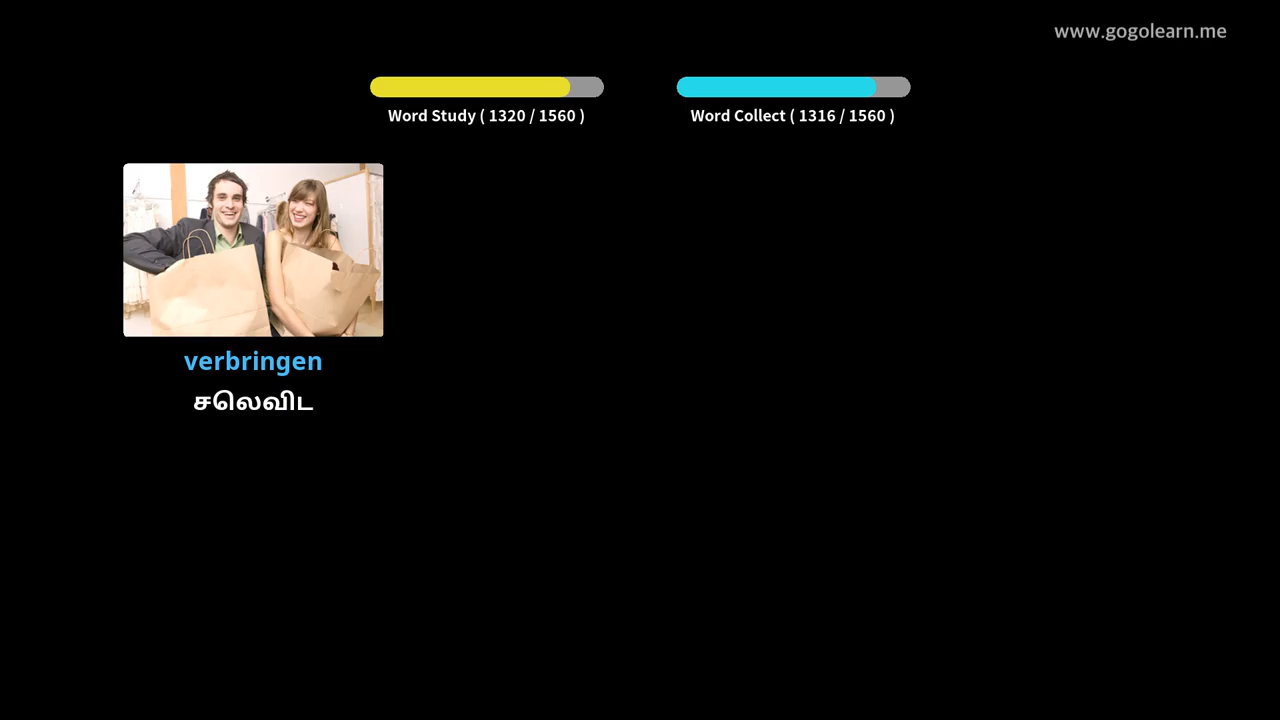 www.gogolearn.me
Word Study ( 1320 / 1560 )
Word Collect ( 1316 / 1560 )
verbringen
சலெவிட